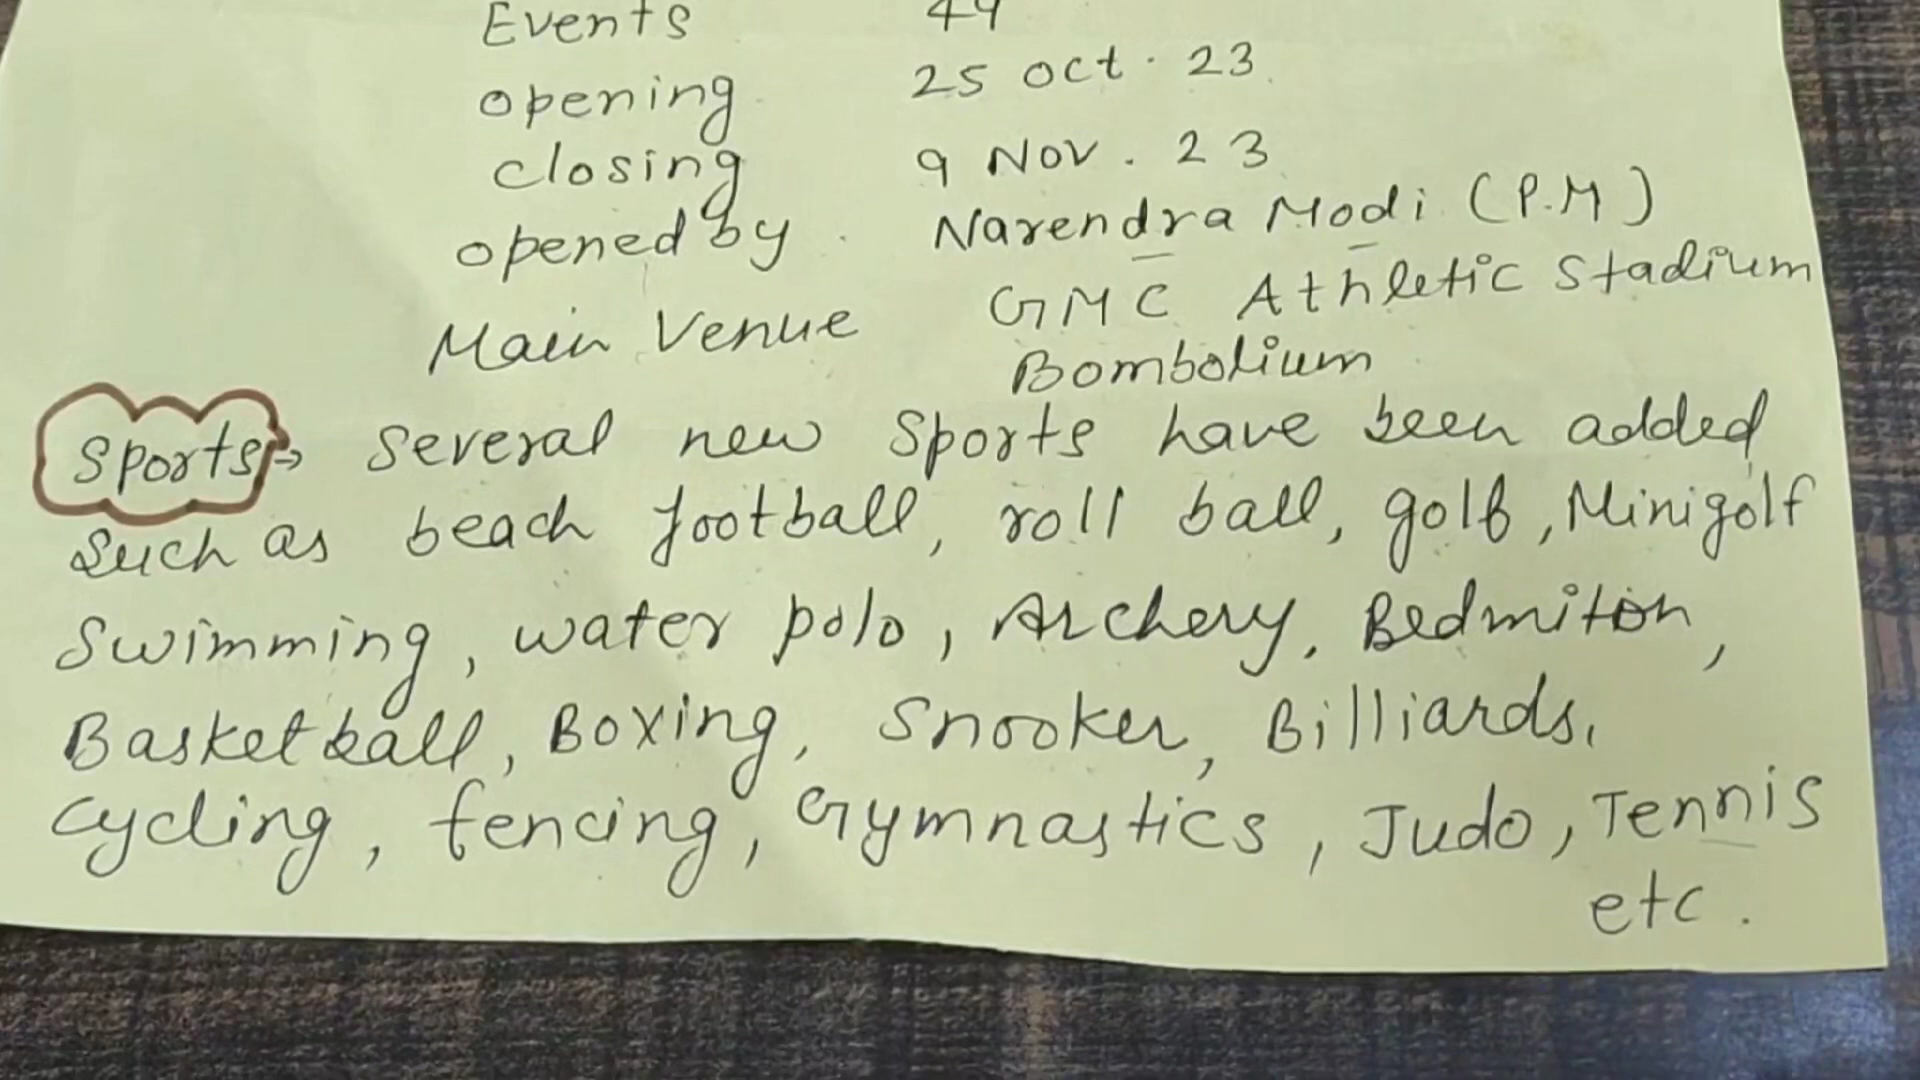 Events 49
opening 25 oct. 23
closing 9 Nov. 23
opened by Narendra Modi (P.M)
Main Venue GMC Athletic Stadium
Bombolium
Sports→ Several new Sports have been added
Such as beach football, roll ball, golf, Minigolf
Swimming, water polo, Archery, Bedmiton,
Basketball, Boxing, Snooker, Billiards,
cycling, fencing, Gymnastics, Judo, Tennis
etc.